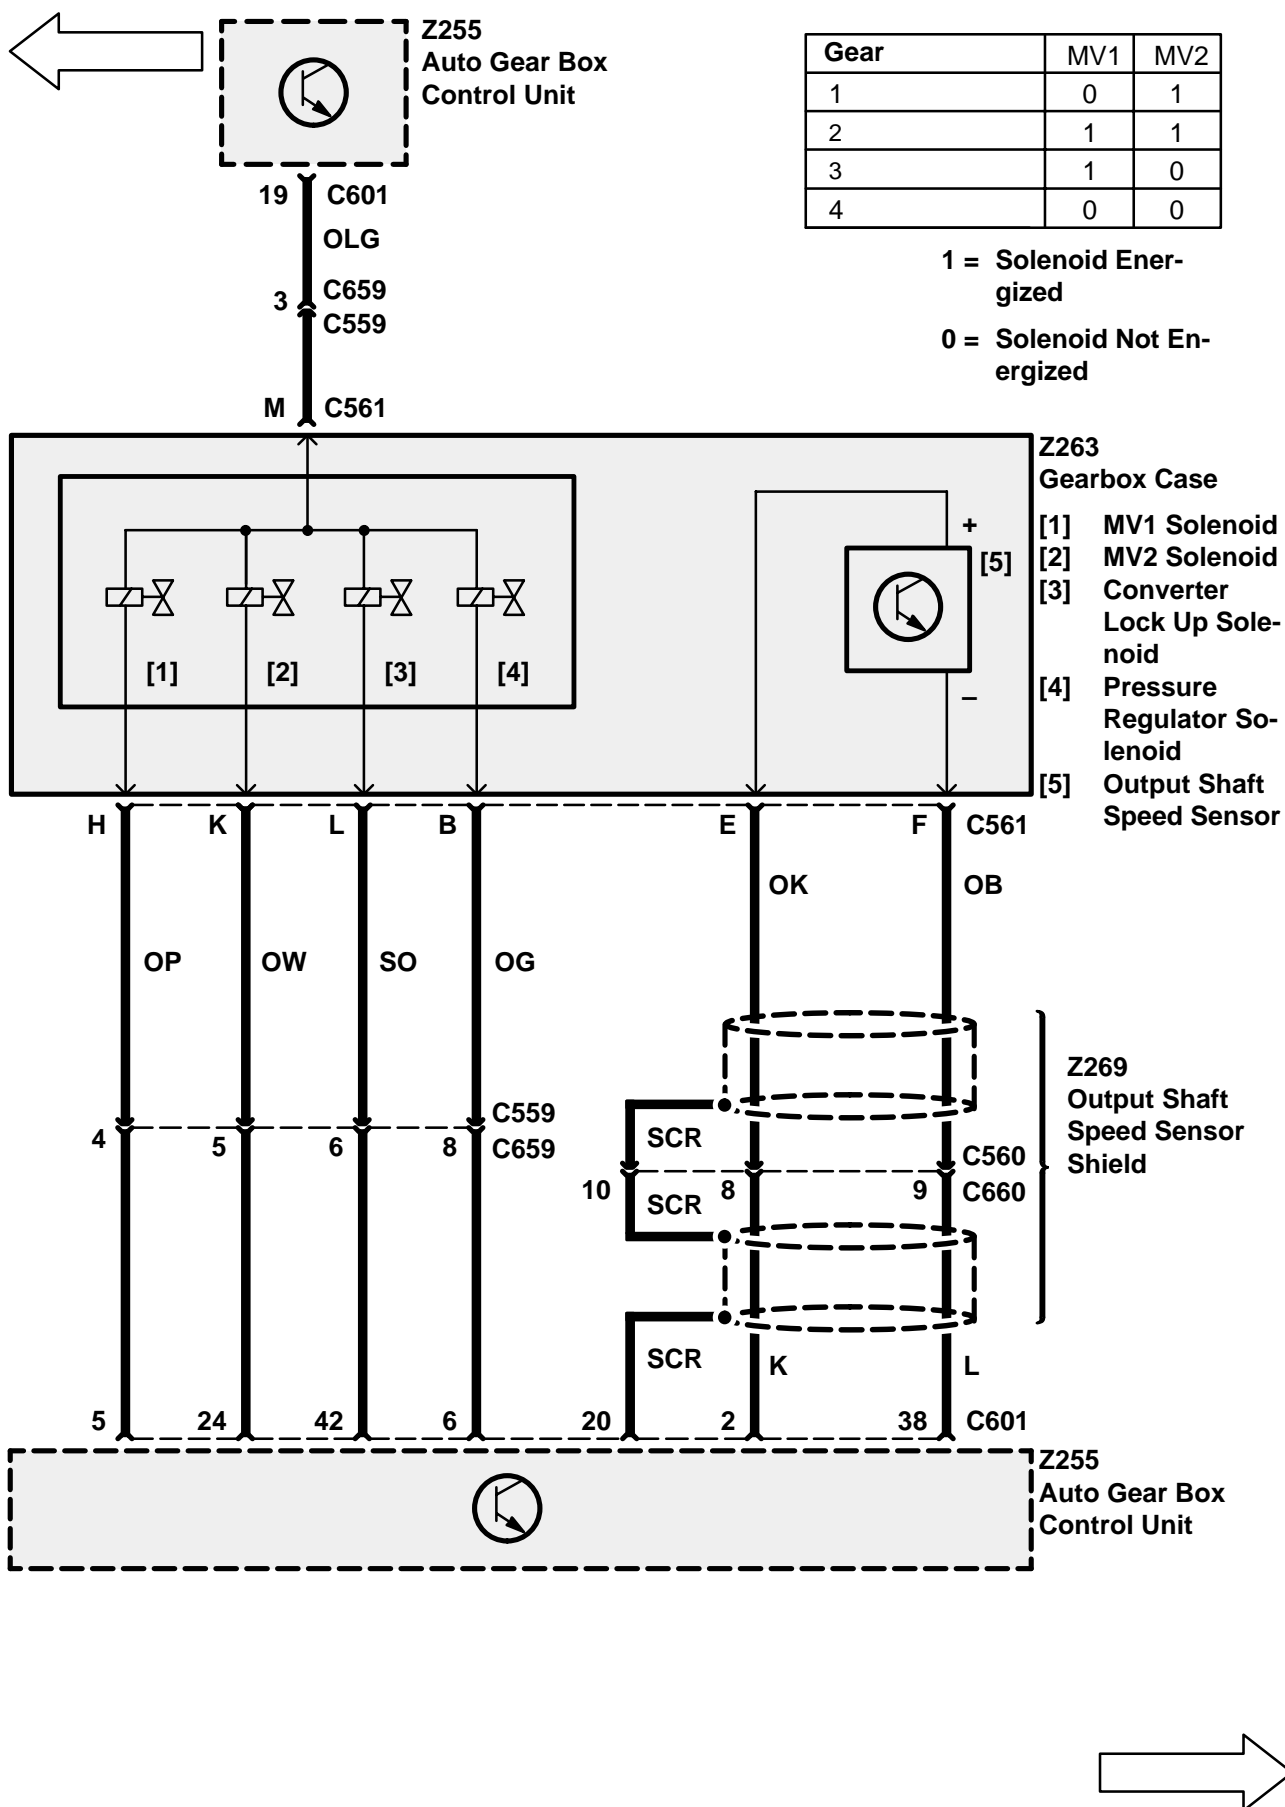 Z255
Auto Gear Box
Control Unit
Gear MV1 MV2
1 0 1
2 1 1
3 1 0
4 0 0
1 = Solenoid Ener-
gized
0 = Solenoid Not En-
ergized
19 C601
OLG
3 C659
C559
M C561
Z263
Gearbox Case
[1] MV1 Solenoid
[2] MV2 Solenoid
[3] Converter
Lock Up Sole-
noid
[4] Pressure
Regulator So-
lenoid
[5] Output Shaft
Speed Sensor
+
[5]
–
[1] [2] [3] [4]
H K L B E F C561
OK OB
OP OW SO OG
C559
4 5 6 8 C659
Z269
Output Shaft
Speed Sensor
Shield
SCR
C560
10 8 9 C660
SCR
SCR K L
5 24 42 6 20 2 38 C601
Z255
Auto Gear Box
Control Unit